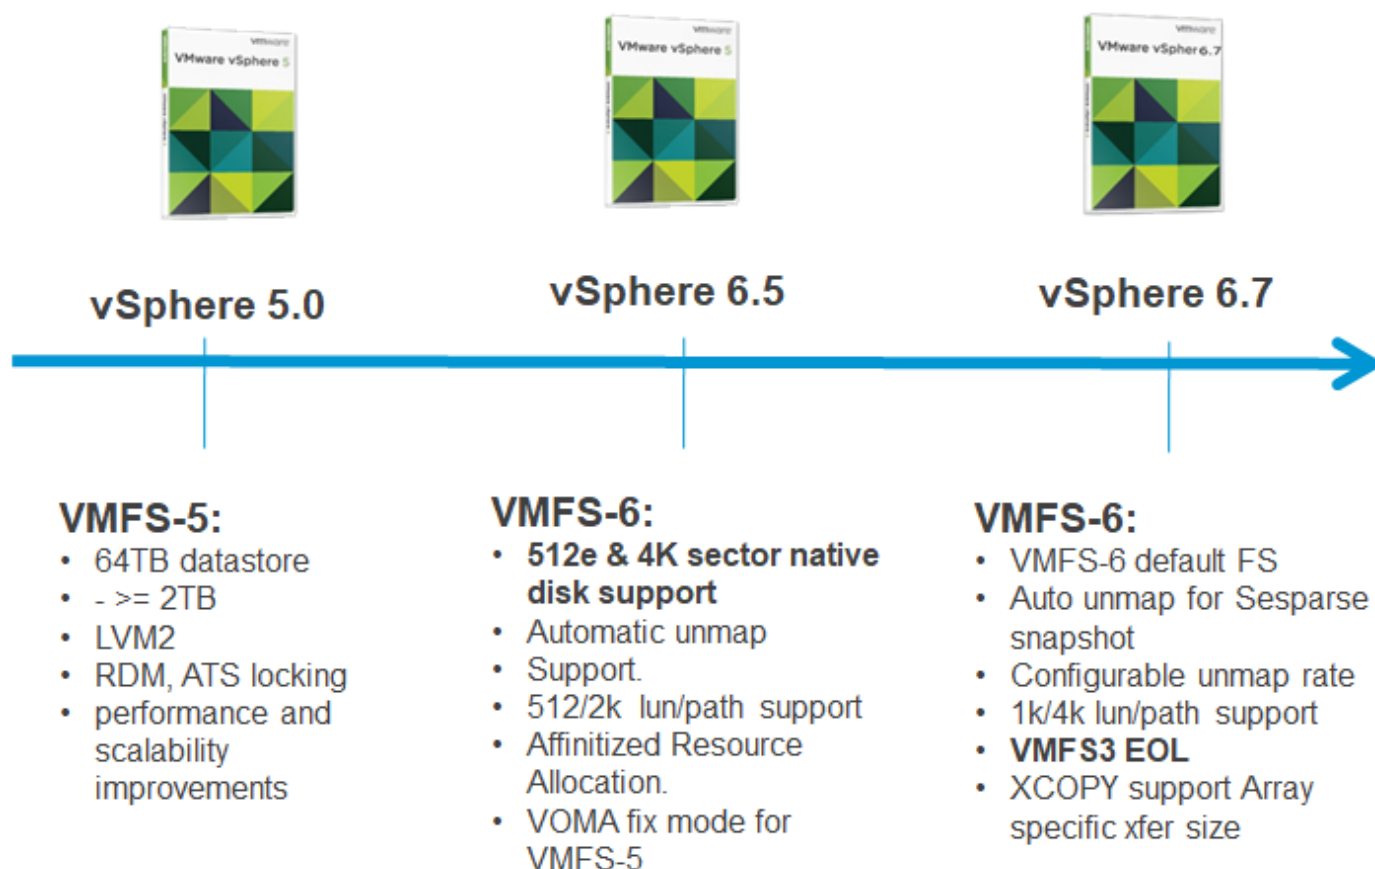 vmware
VMware vSphere 5
vmware
VMware vSphere 5
vmware
VMware vSpher6.7
vSphere 5.0
vSphere 6.5
vSphere 6.7
VMFS-5:
• 64TB datastore
• - >= 2TB
• LVM2
• RDM, ATS locking
• performance and
scalability
improvements
VMFS-6:
• 512e & 4K sector native
disk support
• Automatic unmap
• Support.
• 512/2k lun/path support
• Affinitized Resource
Allocation.
• VOMA fix mode for
VMFS-5
VMFS-6:
• VMFS-6 default FS
• Auto unmap for Sesparse
snapshot
• Configurable unmap rate
• 1k/4k lun/path support
• VMFS3 EOL
• XCOPY support Array
specific xfer size